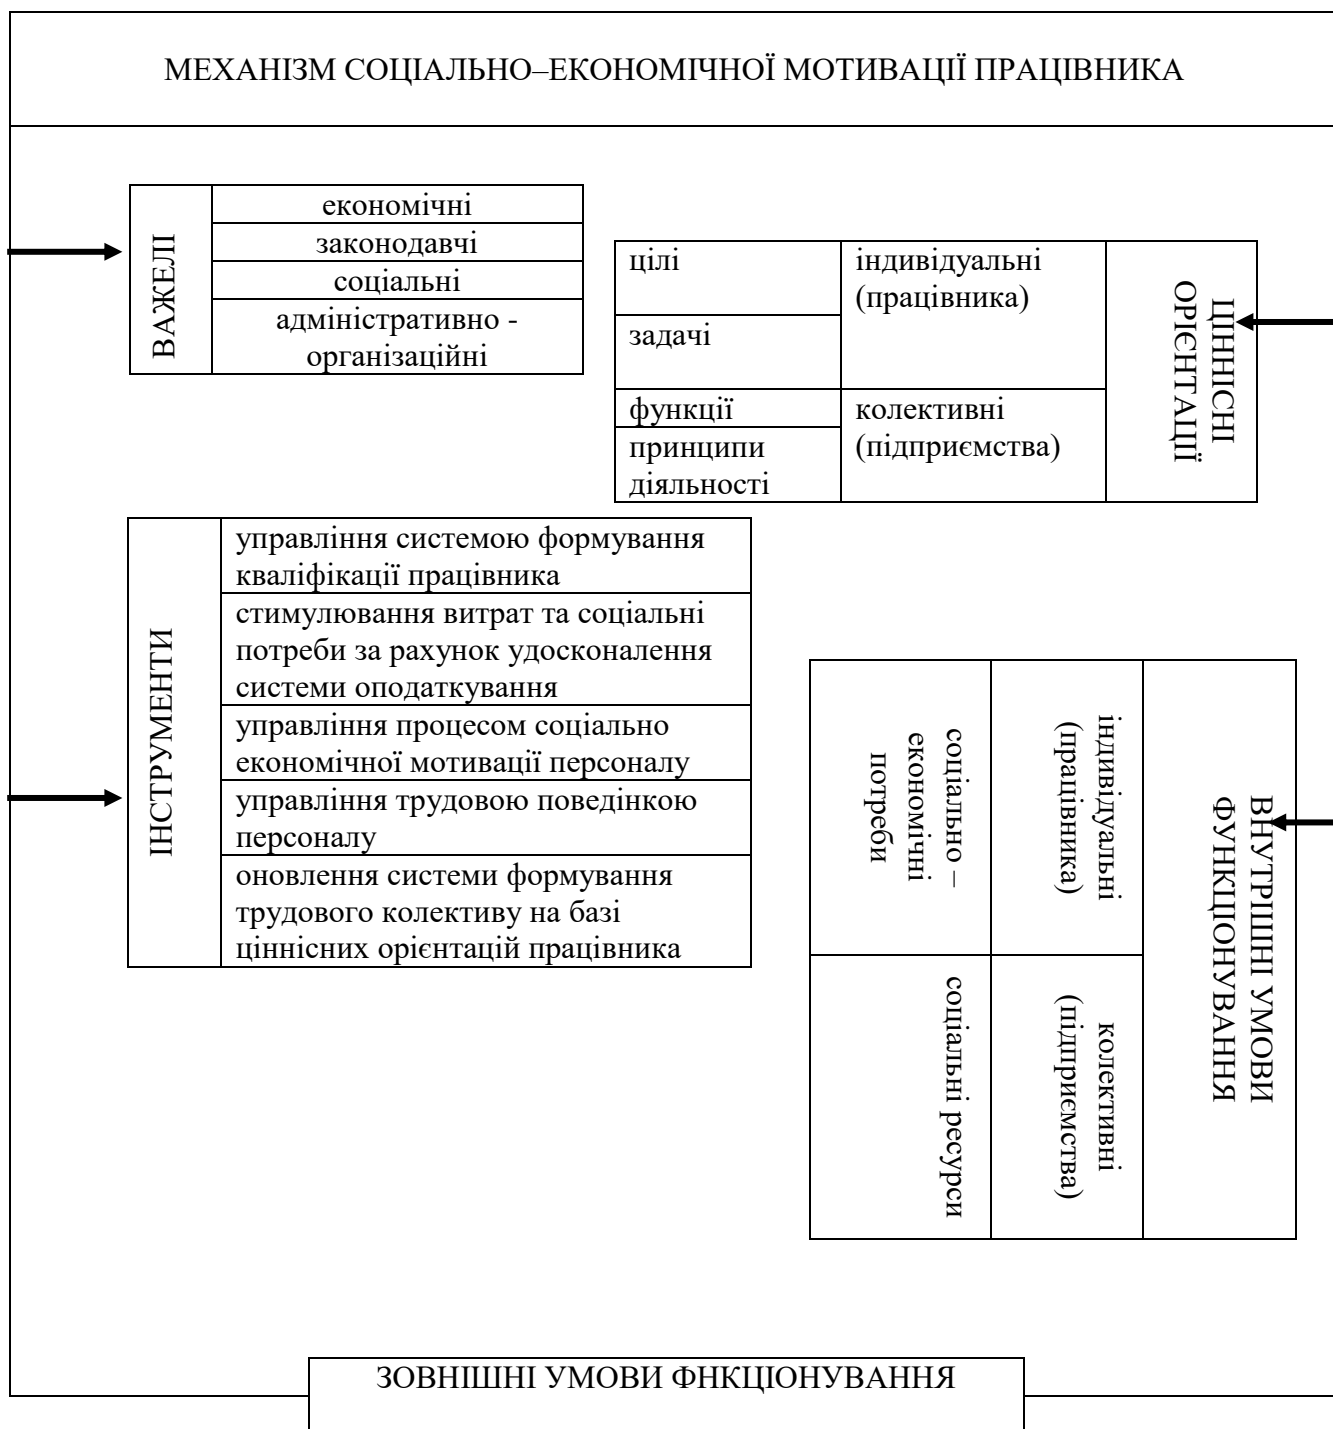 МЕХАНІЗМ СОЦІАЛЬНО–ЕКОНОМІЧНОЇ МОТИВАЦІЇ ПРАЦІВНИКА
ВАЖЕЛІ
економічні
законодавчі
соціальні
адміністративно -
організаційні
цілі
задачі
функції
принципи
діяльності
індивідуальні
(працівника)
колективні
(підприємства)
ЦІННІСНІ
ОРІЄНТАЦІЇ
ІНСТРУМЕНТИ
управління системою формування
кваліфікації працівника
стимулювання витрат та соціальні
потреби за рахунок удосконалення
системи оподаткування
управління процесом соціально
економічної мотивації персоналу
управління трудовою поведінкою
персоналу
оновлення системи формування
трудового колективу на базі
ціннісних орієнтацій працівника
соціально –
економічні
потреби
індивідуальні
(працівника)
соціальні ресурси
колективні
(підприємства)
ВНУТРІШНІ УМОВИ
ФУНКЦІОНУВАННЯ
ЗОВНІШНІ УМОВИ ФНКЦІОНУВАННЯ